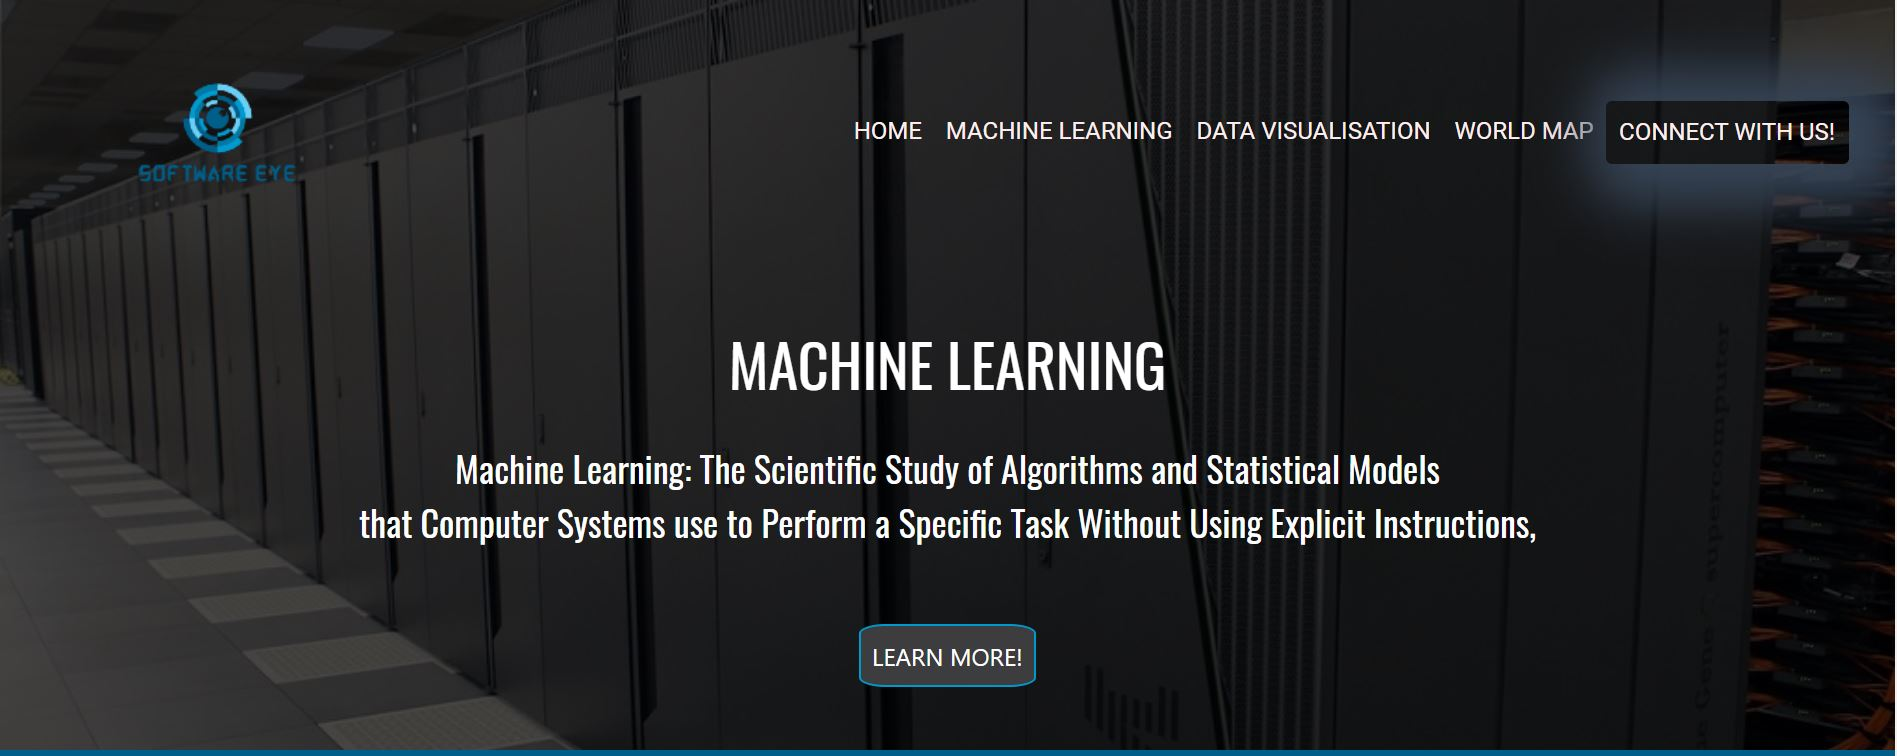 SOFTWARE EYE
HOME MACHINE LEARNING DATA VISUALISATION WORLD MAP CONNECT WITH US!
MACHINE LEARNING
Machine Learning: The Scientific Study of Algorithms and Statistical Models
that Computer Systems use to Perform a Specific Task Without Using Explicit Instructions,
LEARN MORE!
supercomputer
Gene